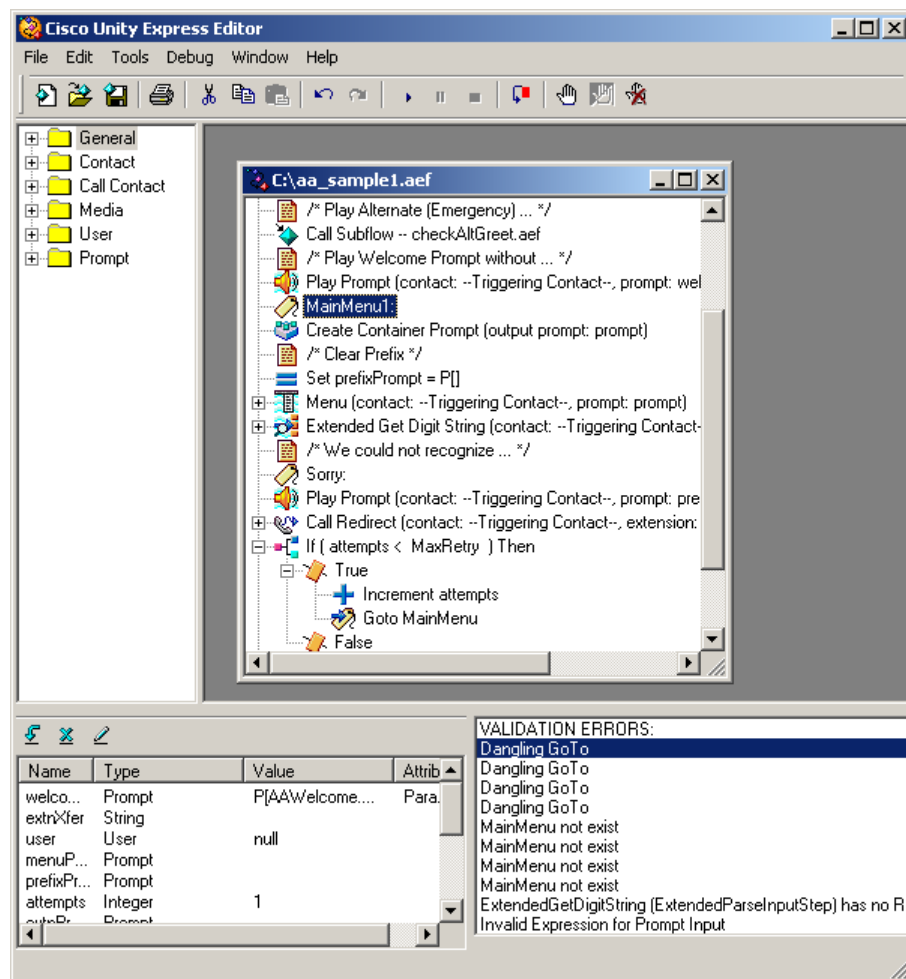 Cisco Unity Express Editor
File Edit Tools Debug Window Help
General
Contact
Call Contact
Media
User
Prompt
C:\aa_sample1.aef
/* Play Alternate (Emergency) ... */
Call Subflow -- checkAltGreet.aef
/* Play Welcome Prompt without ... */
Play Prompt (contact: --Triggering Contact--, prompt: wel
MainMenu1:
Create Container Prompt (output prompt: prompt)
/* Clear Prefix */
Set prefixPrompt = P[]
Menu (contact: --Triggering Contact--, prompt: prompt)
Extended Get Digit String (contact: --Triggering Contact-
/* We could not recognize ... */
Sorry:
Play Prompt (contact: --Triggering Contact--, prompt: pre
Call Redirect (contact: --Triggering Contact--, extension:
If ( attempts < MaxRetry ) Then
True
Increment attempts
Goto MainMenu
False
Name Type Value Attrib
welco... Prompt P[AAWelcome.... Para.
extnXfer String
user User null
menuP... Prompt
prefixPr... Prompt
attempts Integer 1
Prompt
VALIDATION ERRORS:
Dangling GoTo
Dangling GoTo
Dangling GoTo
Dangling GoTo
MainMenu not exist
MainMenu not exist
MainMenu not exist
MainMenu not exist
ExtendedGetDigitString (ExtendedParseInputStep) has no R
Invalid Expression for Prompt Input